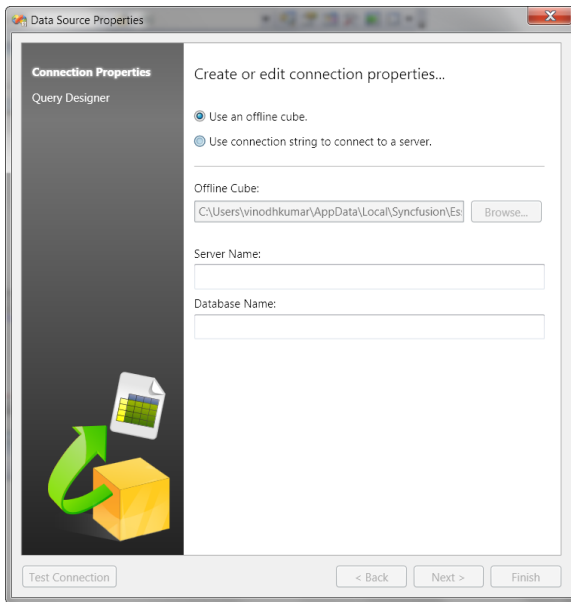 Data Source Properties
Connection Properties
Query Designer
Create or edit connection properties...
Use an offline cube.
Use connection string to connect to a server.
Offline Cube:
C:\Users\vinodhkumar\AppData\Local\Syncfusion\Es
Browse...
Server Name:
Database Name:
Test Connection
< Back
Next >
Finish